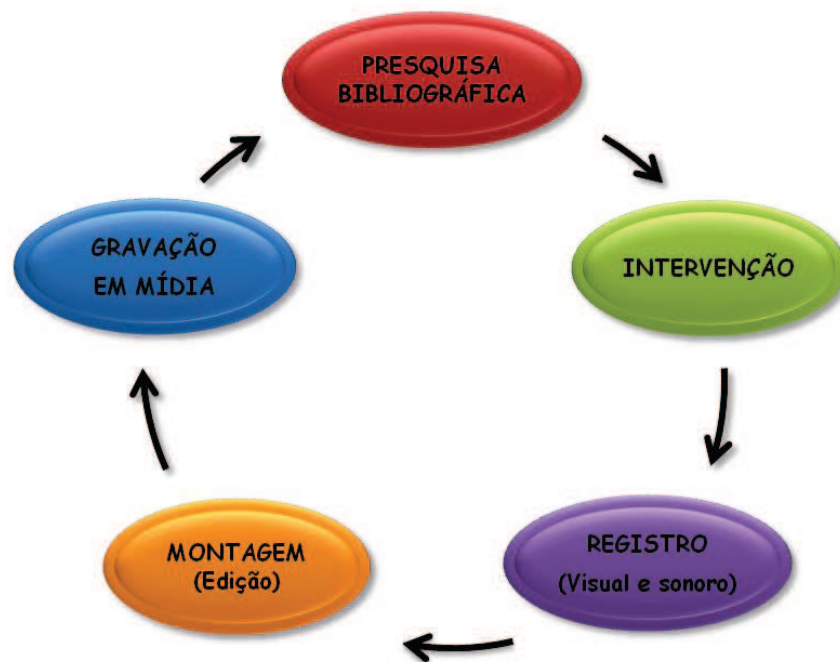 PRESQUISA
BIBLIOGRÁFICA
INTERVENÇÃO
REGISTRO
(Visual e sonoro)
MONTAGEM
(Edição)
GRAVAÇÃO
EM MÍDIA